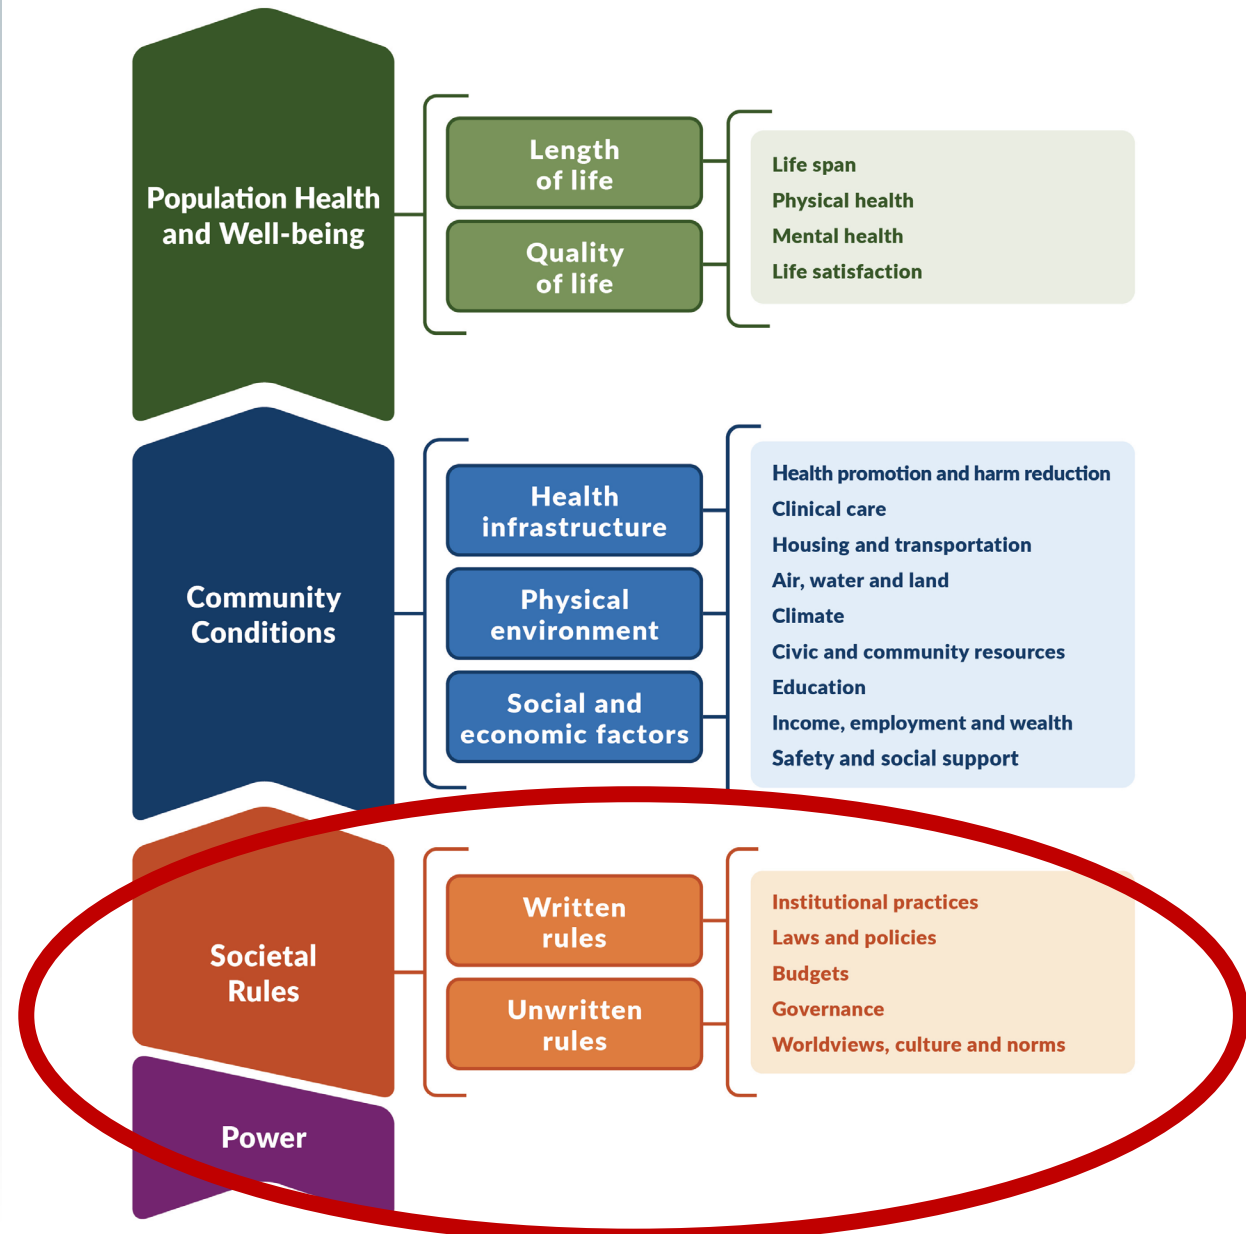 Population Health
and Well-being
Length
of life
Quality
of life
Life span
Physical health
Mental health
Life satisfaction
Community
Conditions
Health
infrastructure
Physical
environment
Social and
economic factors
Health promotion and harm reduction
Clinical care
Housing and transportation
Air, water and land
Climate
Civic and community resources
Education
Income, employment and wealth
Safety and social support
Societal
Rules
Written
rules
Unwritten
rules
Institutional practices
Laws and policies
Budgets
Governance
Worldviews, culture and norms
Power